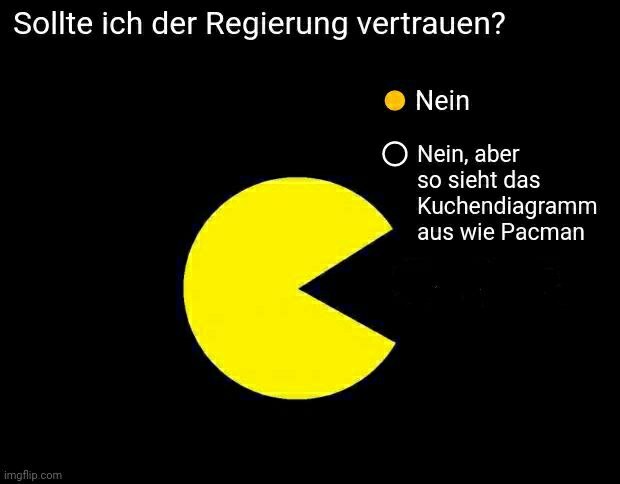 Sollte ich der Regierung vertrauen?
Nein
Nein, aber
so sieht das
Kuchendiagramm
aus wie Pacman
imgflip.com